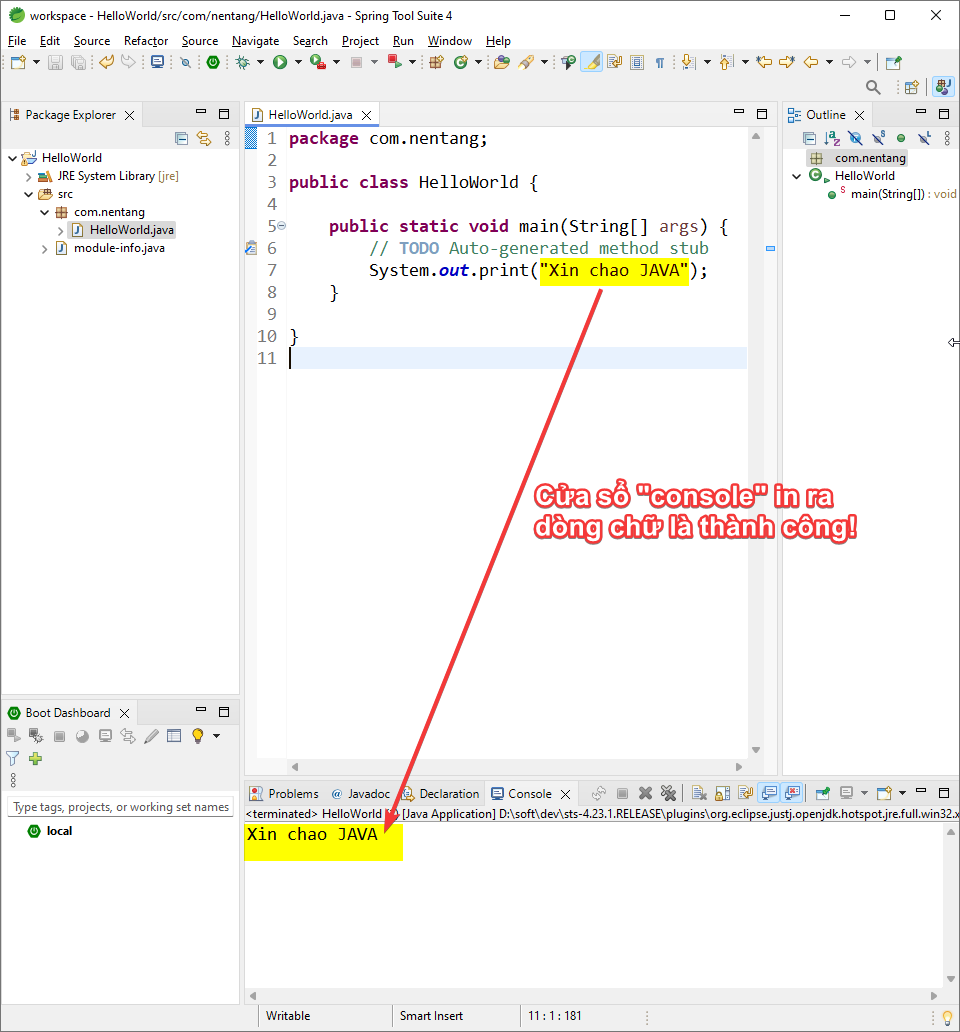 workspace - HelloWorld/src/com/nentang/HelloWorld.java - Spring Tool Suite 4
File Edit Source Refactor Source Navigate Search Project Run Window Help
Package Explorer
HelloWorld
JRE System Library [jre]
src
com.nentang
HelloWorld.java
module-info.java
HelloWorld.java
1 package com.nentang;
2
3 public class HelloWorld {
4
5 public static void main(String[] args) {
6 // TODO Auto-generated method stub
7 System.out.print("Xin chao JAVA");
8 }
9
10 }
11
Cửa sổ "console" in ra
dòng chữ là thành công!
Outline
com.nentang
HelloWorld
main(String[]) : void
Boot Dashboard
Type tags, projects, or working set names
local
Problems Javadoc Declaration Console
<terminated> HelloWorld [Java Application] D:\soft\dev\sts-4.23.1.RELEASE\plugins\org.eclipse.justj.openjdk.hotspot.jre.full.win32.x
Xin chao JAVA
Writable Smart Insert 11 : 1 : 181